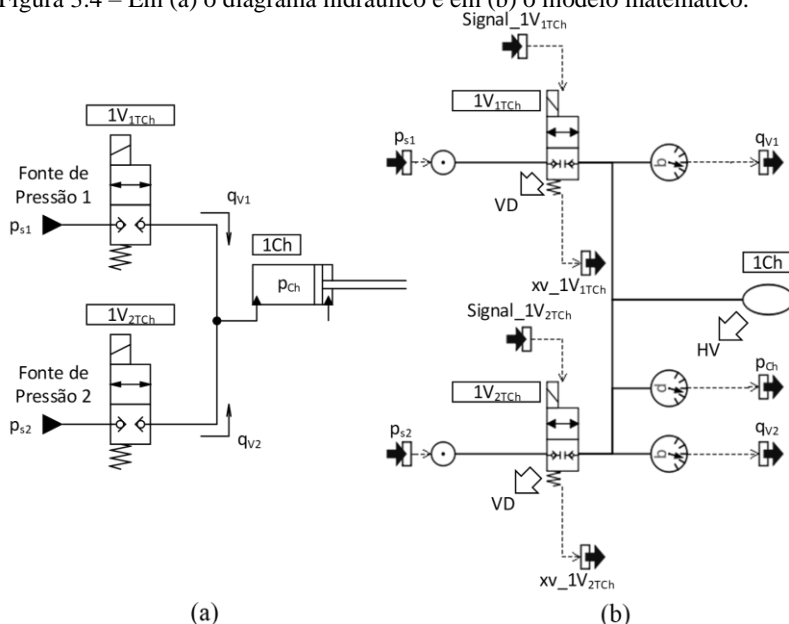 Figura 3.4 – Em (a) o diagrama hidráulico e em (b) o modelo matemático.
1V1TCh
Fonte de
Pressão 1
ps1
qV1
1Ch
pCh
1V2TCh
Fonte de
Pressão 2
ps2
qV2
(a)
Signal_1V1TCh
1V1TCh
ps1
qV1
VD
xv_1V1TCh
1Ch
HV
Signal_1V2TCh
1V2TCh
pCh
ps2
qV2
VD
xv_1V2TCh
(b)